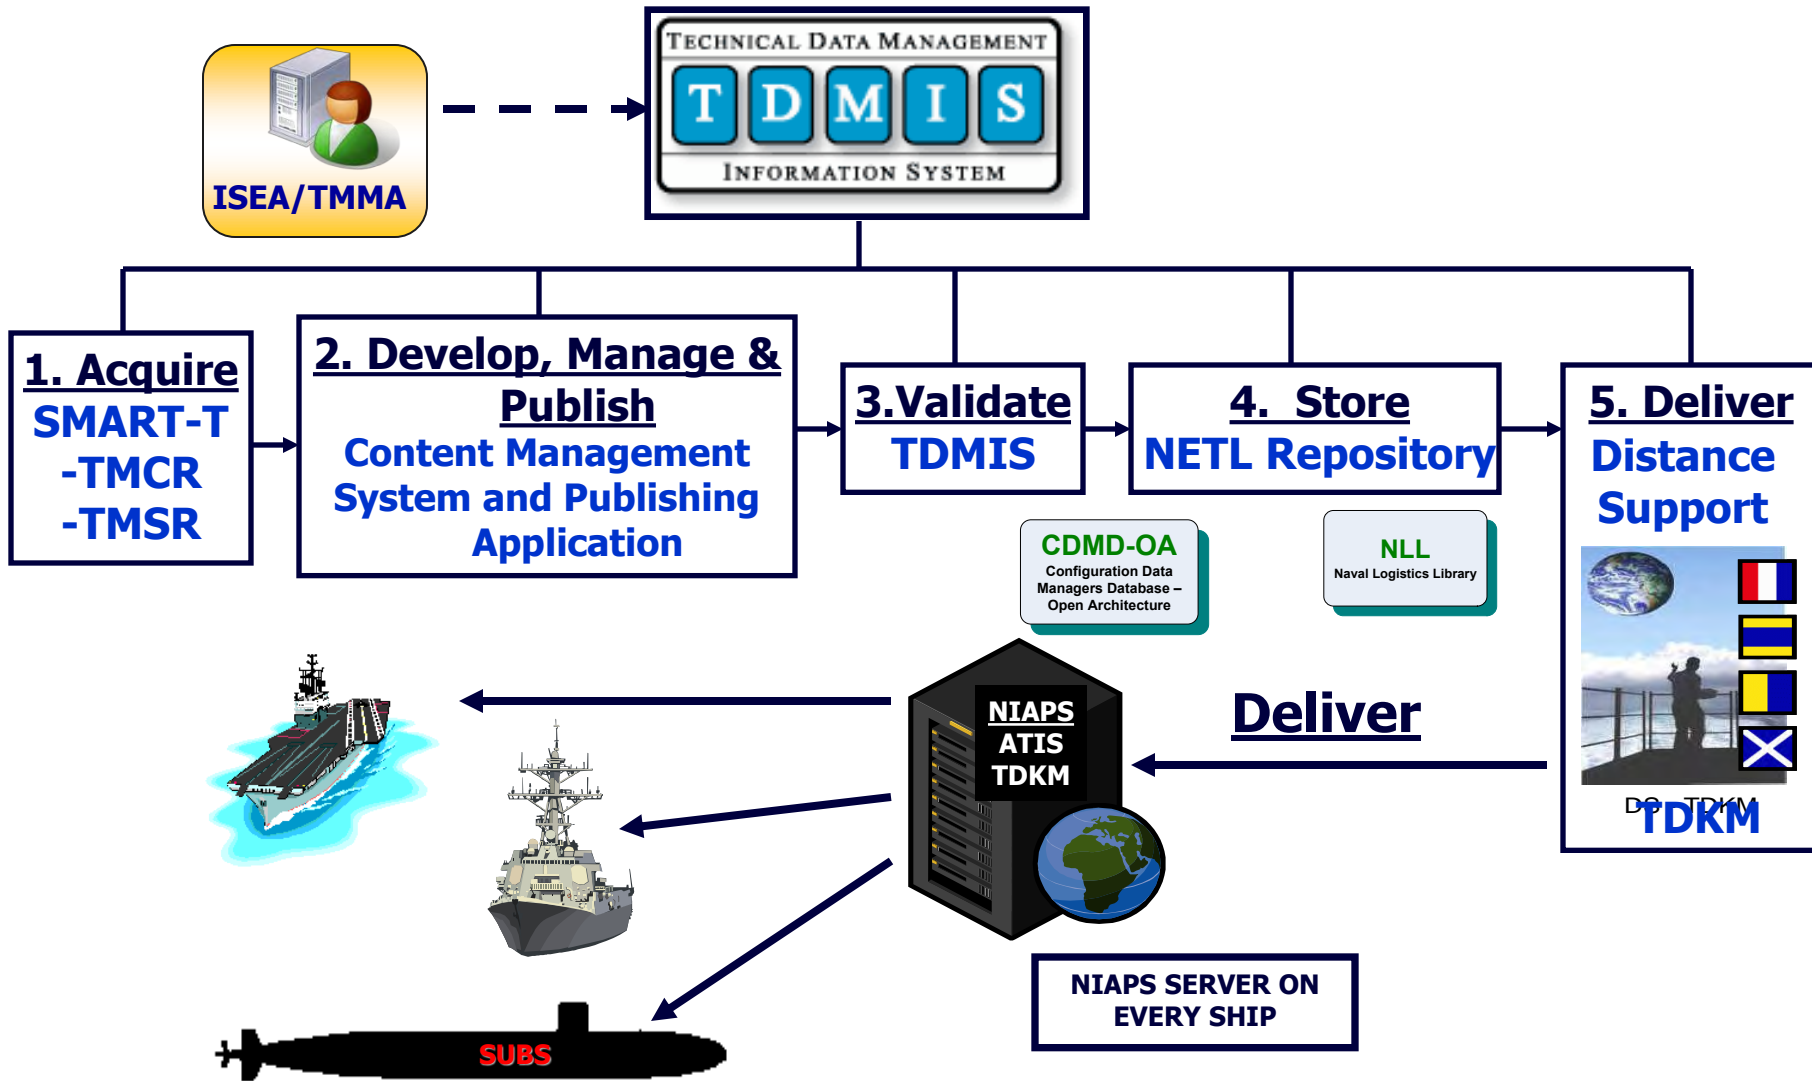 TECHNICAL DATA MANAGEMENT
T D M I S
INFORMATION SYSTEM
ISEA/TMMA
1. Acquire
SMART-T
-TMCR
-TMSR
2. Develop, Manage &
Publish
Content Management
System and Publishing
Application
3.Validate
TDMIS
4. Store
NETL Repository
5. Deliver
Distance
Support
DS - TDKM
TDKM
CDMD-OA
Configuration Data
Managers Database –
Open Architecture
NLL
Naval Logistics Library
NIAPS
ATIS
TDKM
Deliver
NIAPS SERVER ON
EVERY SHIP
SUBS